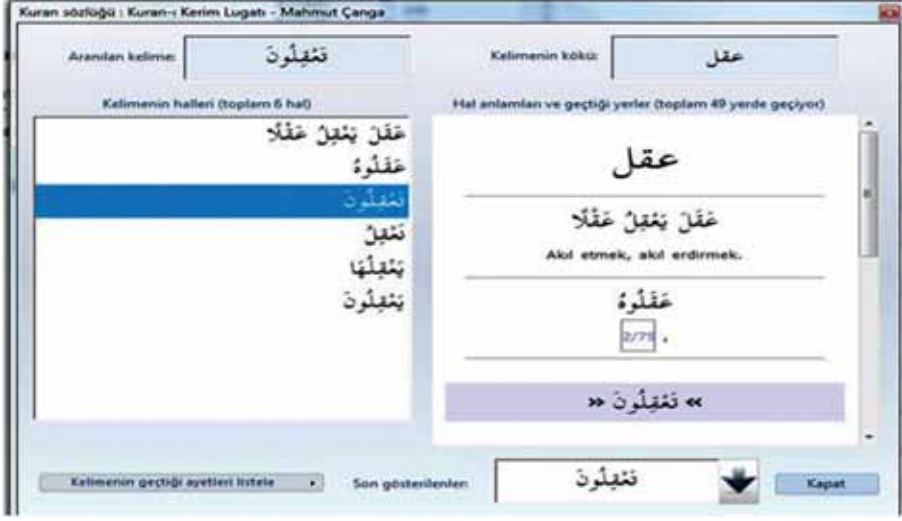 Kuran sözlüğü : Kuran-ı Kerim Lugatı - Mahmut Çanga
Aranılan kelime: تَعْقِلُونَ
Kelimenin kökü: عقل
Kelimenin halleri (toplam 6 hal)
عَقَلَ يَعْقِلُ عَقْلًا
عَقَلُوهُ
تَعْقِلُونَ
نَعْقِلُ
يَعْقِلُهَا
يَعْقِلُونَ
Hal anlamları ve geçtiği yerler (toplam 49 yerde geçiyor)
عقل
عَقَلَ يَعْقِلُ عَقْلًا
Akıl etmek, akıl erdirmek.
عَقَلُوهُ
2/75 .
» تَعْقِلُونَ «
Kelimenin geçtiği ayetleri listele
Son gösterilenler: تَعْقِلُونَ
Kapat